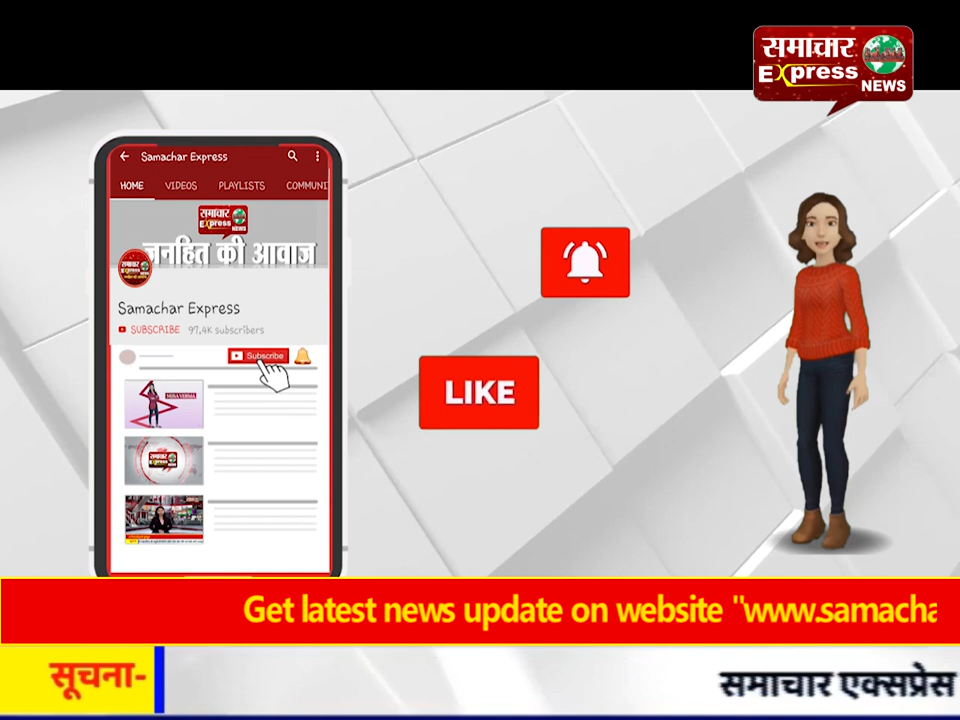 समाचार
Express
NEWS
Samachar Express
HOME VIDEOS PLAYLISTS COMMUNI
समाचार
Express
NEWS
जनहित की आवाज
Samachar Express
SUBSCRIBE 97.4K subscribers
Subscribe
LIKE
Get latest news update on website "www.samacha
सूचना-
समाचार एक्सप्रेस